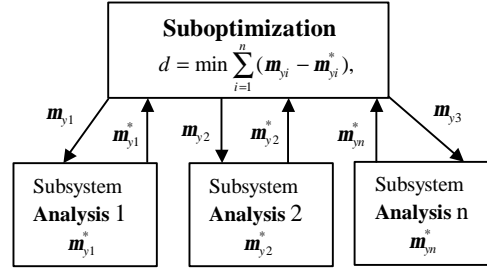 Suboptimization
d = min \sum_{i=1}^{n} (m_{yi} − m^*_{yi}),
m_{y1} m^*_{y1} m_{y2} m^*_{y2} m^*_{yn} m_{y3}
Subsystem Subsystem Subsystem
Analysis 1 Analysis 2 Analysis n
m^*_{y1} m^*_{y2} m^*_{yn}